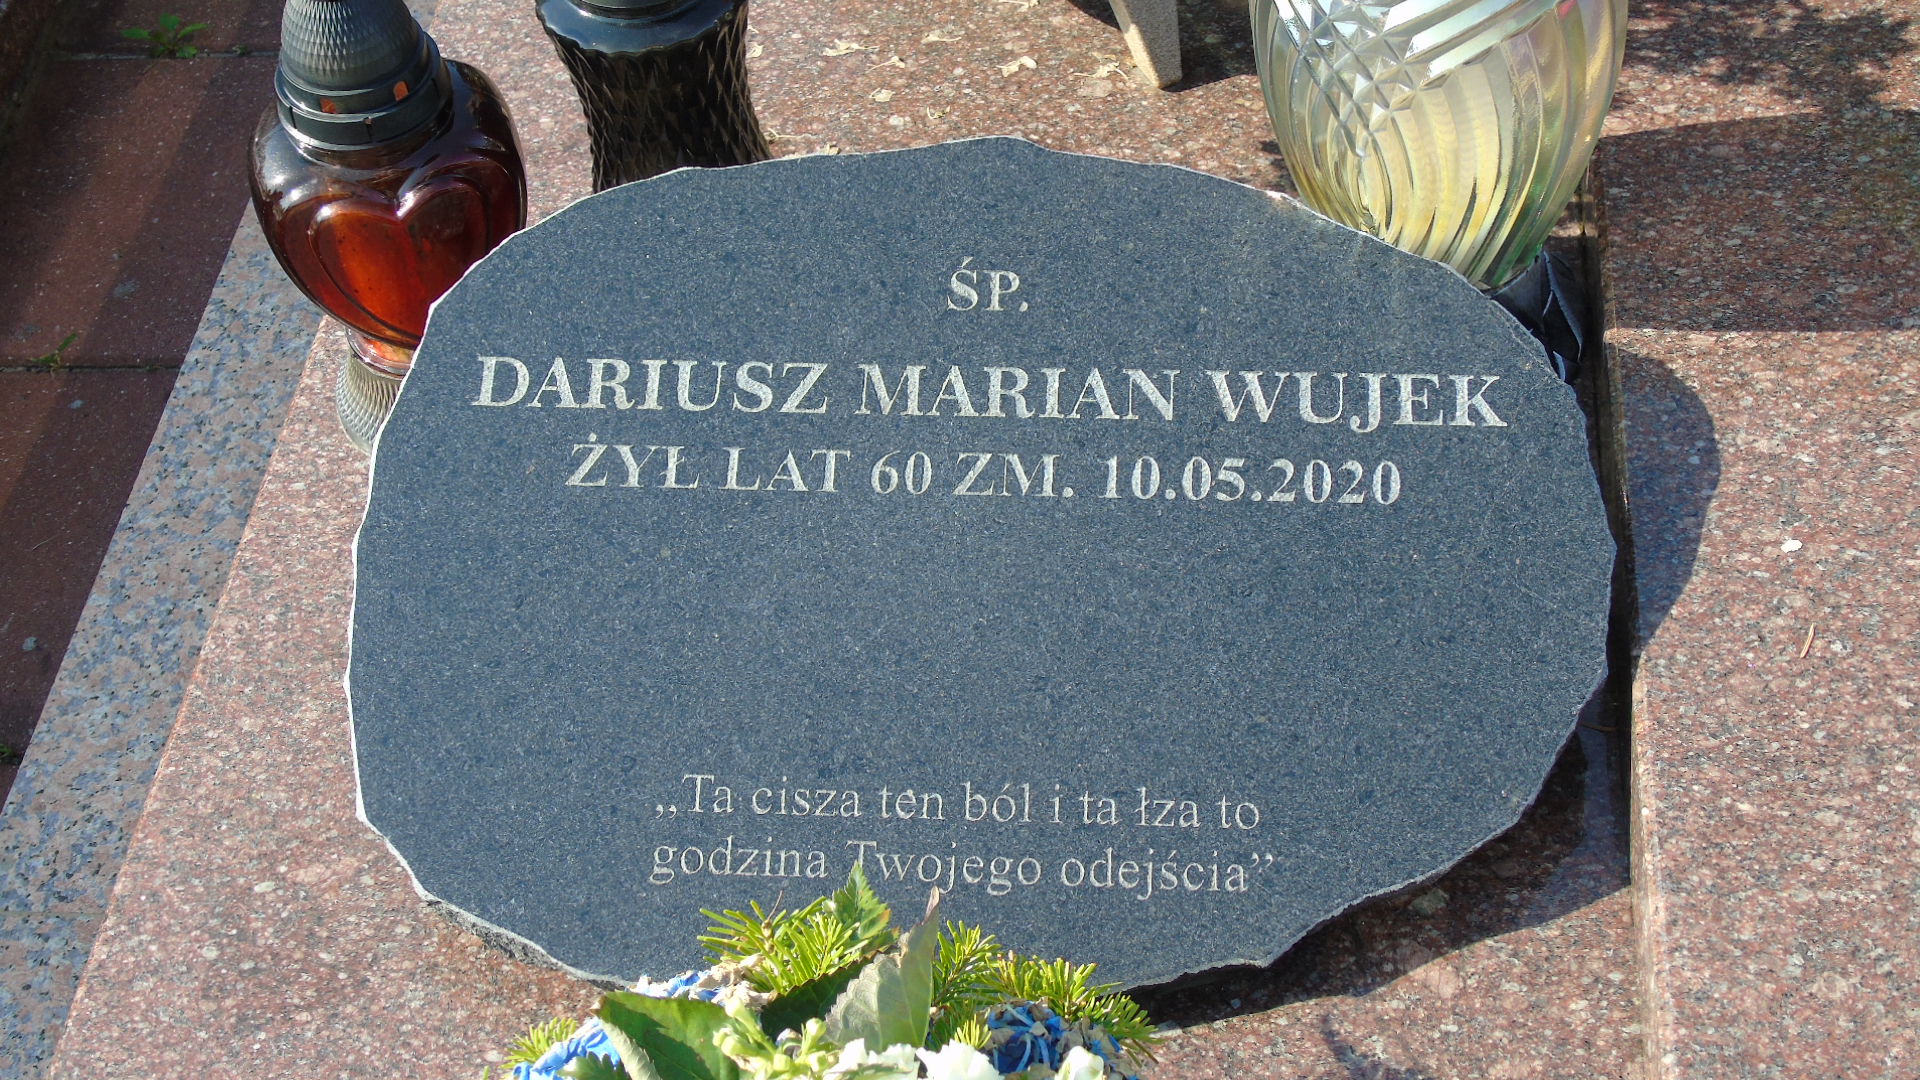 ŚP.
DARIUSZ MARIAN WUJEK
ŻYŁ LAT 60 ZM. 10.05.2020
„Ta cisza ten ból i ta łza to
godzina Twojego odejścia”